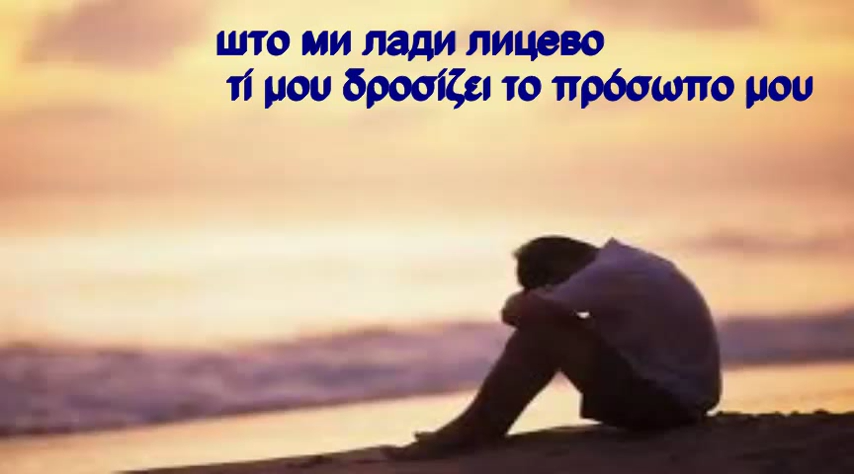 што ми лади лицево
τί μου δροσίζει το πρόσωπο μου